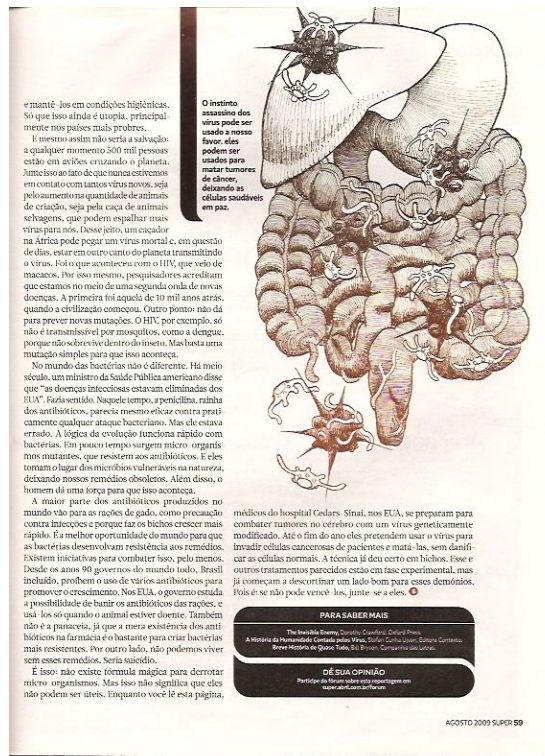 e mantê-los em condições higiênicas.
Só que isso ainda é utopia, principal-
mente nos países mais probres.
E mesmo assim não seria a salvação:
a qualquer momento 500 mil pessoas
estão em aviões cruzando o planeta.
Junte isso ao fato de que nunca estivemos
em contato com tantos vírus novos, seja
pelo aumento na quantidade de animais
de criação, seja pela caça de animais
selvagens, que podem espalhar mais
vírus para nós. Desse jeito, um caçador
na África pode pegar um vírus mortal e, em questão
de dias, estar em outro canto do planeta transmitindo
o vírus. Foi o que aconteceu com o HIV, que veio de
macacos. Por isso mesmo, pesquisadores acreditam
que estamos no meio de uma segunda onda de novas
doenças. A primeira foi aquela de 10 mil anos atrás,
quando a civilização começou. Outro ponto: não dá
para prever novas mutações. O HIV, por exemplo, só
não é transmissível por mosquitos, como a dengue,
porque não sobrevive dentro do inseto. Mas basta uma
mutação simples para que isso aconteça.
No mundo das bactérias não é diferente. Há meio
século, um ministro da Saúde Pública americano disse
que "as doenças infecciosas estavam eliminadas dos
EUA". Fazia sentido. Naquele tempo, a penicilina, rainha
dos antibióticos, parecia mesmo eficaz contra prati-
camente qualquer ataque bacteriano. Mas ele estava
errado. A lógica da evolução funciona rápido com
bactérias. Em pouco tempo surgem micro-organis-
mos mutantes, que resistem aos antibióticos. E eles
tomam o lugar dos micróbios vulneráveis na natureza,
deixando nossos remédios obsoletos. Além disso, o
homem dá uma força para que isso aconteça.
A maior parte dos antibióticos produzidos no
mundo vão para as rações de gado, como precaução
contra infecções e porque faz os bichos crescer mais
rápido. É a melhor oportunidade do mundo para que
as bactérias desenvolvam resistência aos remédios.
Existem iniciativas para combater isso, pelo menos.
Desde os anos 90 governos do mundo todo, Brasil
incluído, proíbem o uso de vários antibióticos para
promover o crescimento. Nos EUA, o governo estuda
a possibilidade de banir os antibióticos das rações, e
usá-los só quando o animal estiver doente. Também
não é a panaceia, já que a mera existência dos anti-
bióticos na farmácia é o bastante para criar bactérias
mais resistentes. Por outro lado, não podemos viver
sem esses remédios. Seria suicídio.
É isso: não existe fórmula mágica para derrotar
micro-organismos. Mas isso não significa que eles
não podem ser úteis. Enquanto você lê esta página,
O instinto
assassino dos
vírus pode ser
usado a nosso
favor. eles
podem ser
usados para
matar tumores
de câncer,
deixando as
células saudáveis
em paz.
médicos do hospital Cedars-Sinai, nos EUA, se preparam para
combater tumores no cérebro com um vírus geneticamente
modificado. Até o fim do ano eles pretendem usar o vírus para
invadir células cancerosas de pacientes e matá-las, sem danifi-
car as células normais. A técnica já deu certo em bichos. Esse e
outros tratamentos parecidos estão em fase experimental, mas
já começam a descortinar um lado bom para esses demônios.
Pois é: se não pode vencê-los, junte-se a eles.
PARA SABER MAIS
The Invisible Enemy, Dorothy Crawford, Oxford Press.
A História da Humanidade Contada pelos Vírus, Stefan Cunha Ujvari, Editora Contexto.
Breve História de Quase Tudo, Bill Bryson, Companhia das Letras.
DÊ SUA OPINIÃO
Participe do fórum sobre esta reportagem em
super.abril.com.br/forum
AGOSTO 2009 SUPER 59